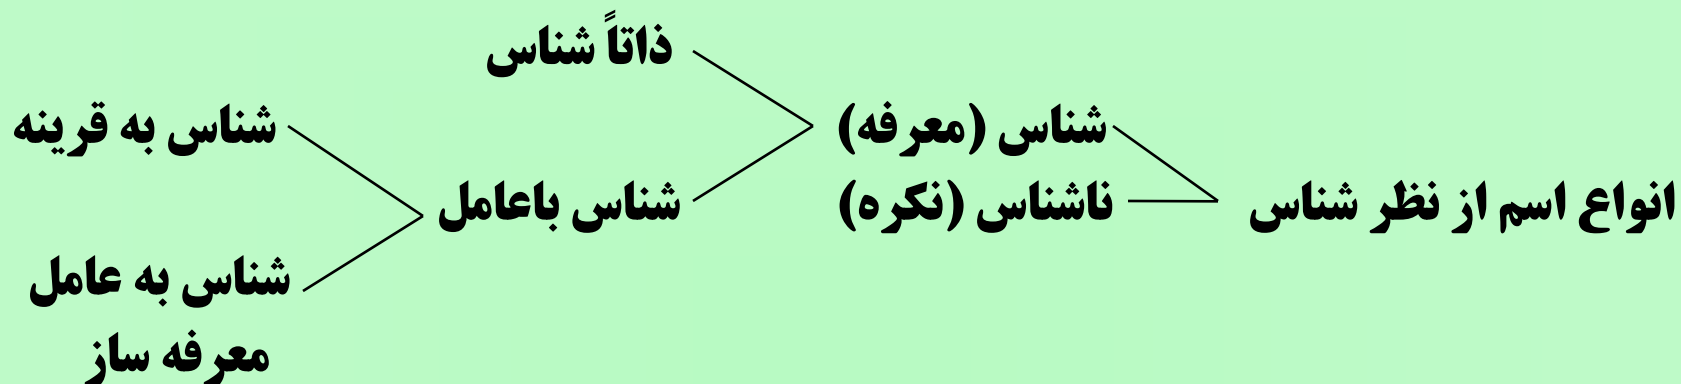 انواع اسم از نظر شناس
شناس (معرفه)
ناشناس (نکره)
ذاتاً شناس
شناس باعامل
شناس به قرینه
شناس به عامل
معرفه ساز